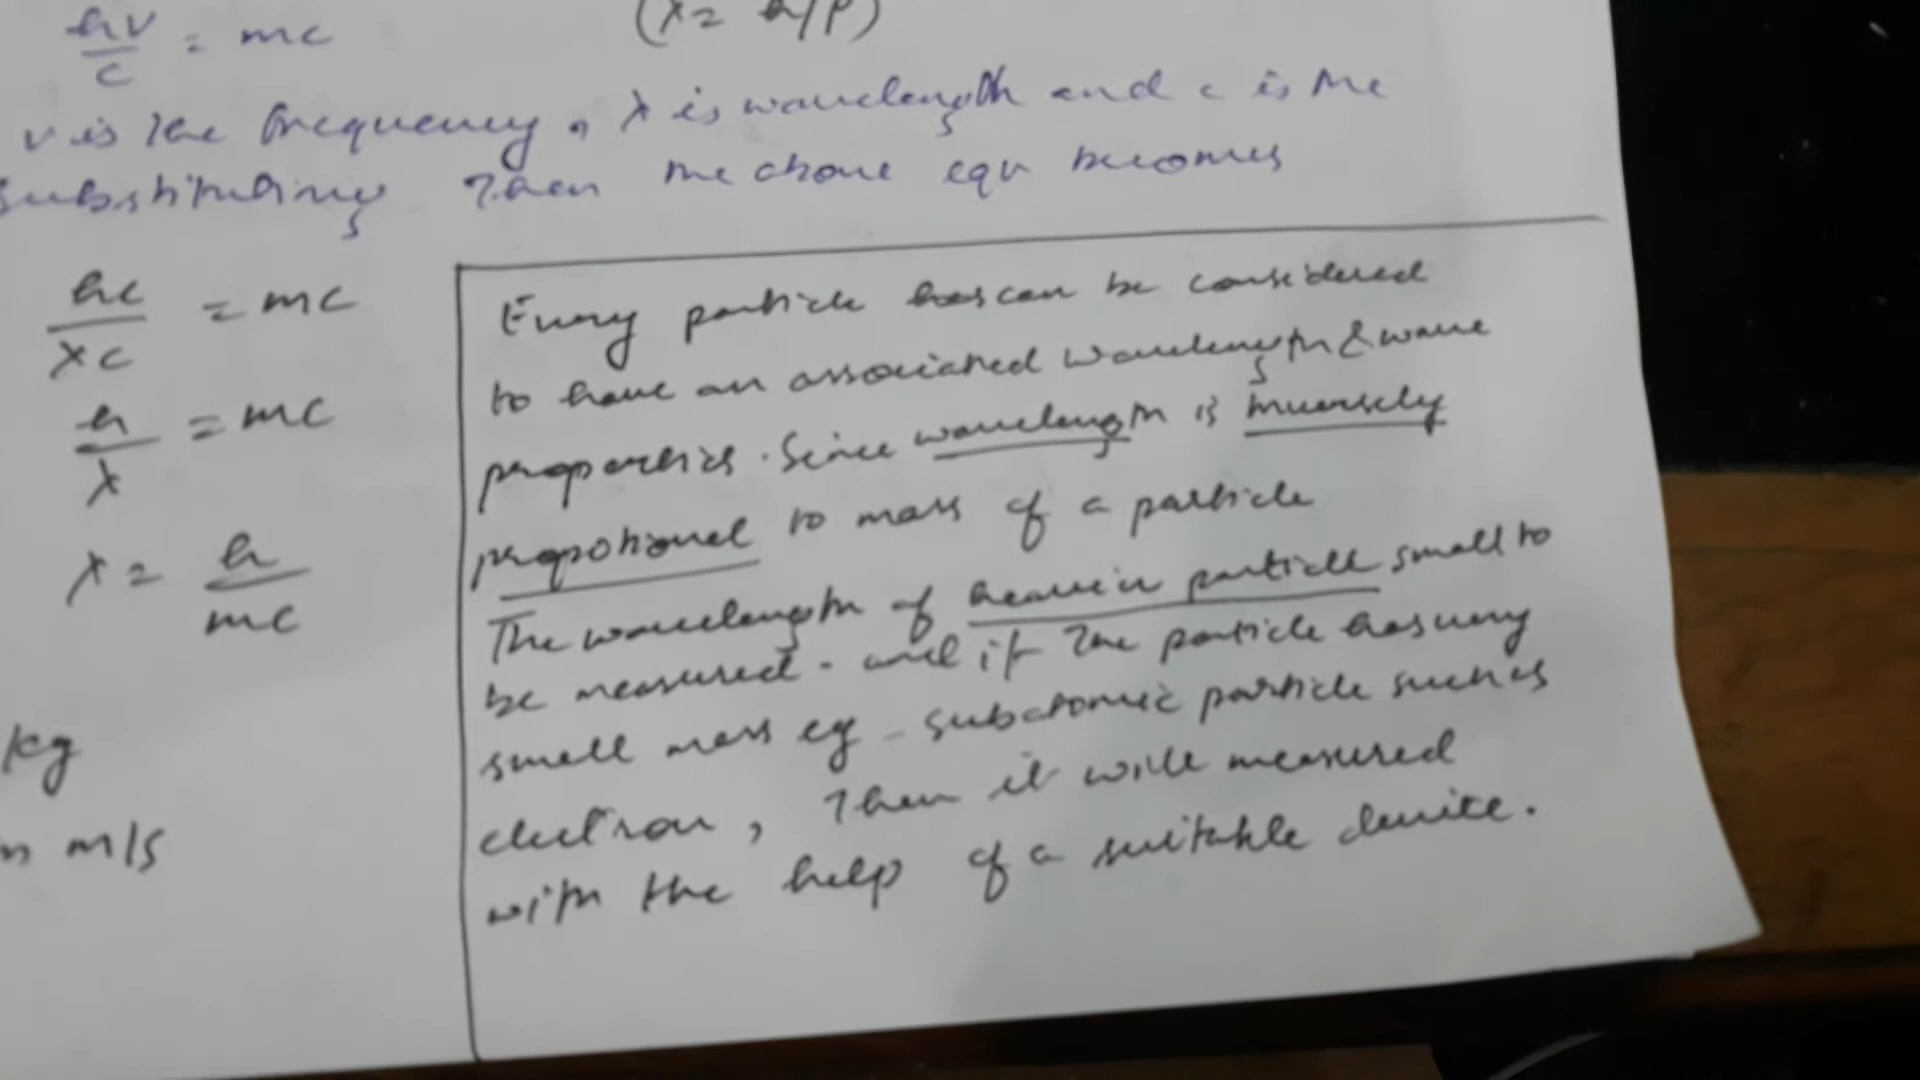 hν/c = mc
(λ = h/p)
ν is the frequency, λ is wavelength and c is the
substituting then the above eqn becomes
hc/λc = mc
h/λ = mc
λ = h/mc
kg
m/s
Every particle has can be considered
to have an associated wavelength & wave
properties. Since wavelength is inversely
propotional to mass of a particle
The wavelength of heavier particle small to
be measured. and if the particle has very
small mass eg - subatomic particle such as
electron, then it will measured
with the help of a suitable device.